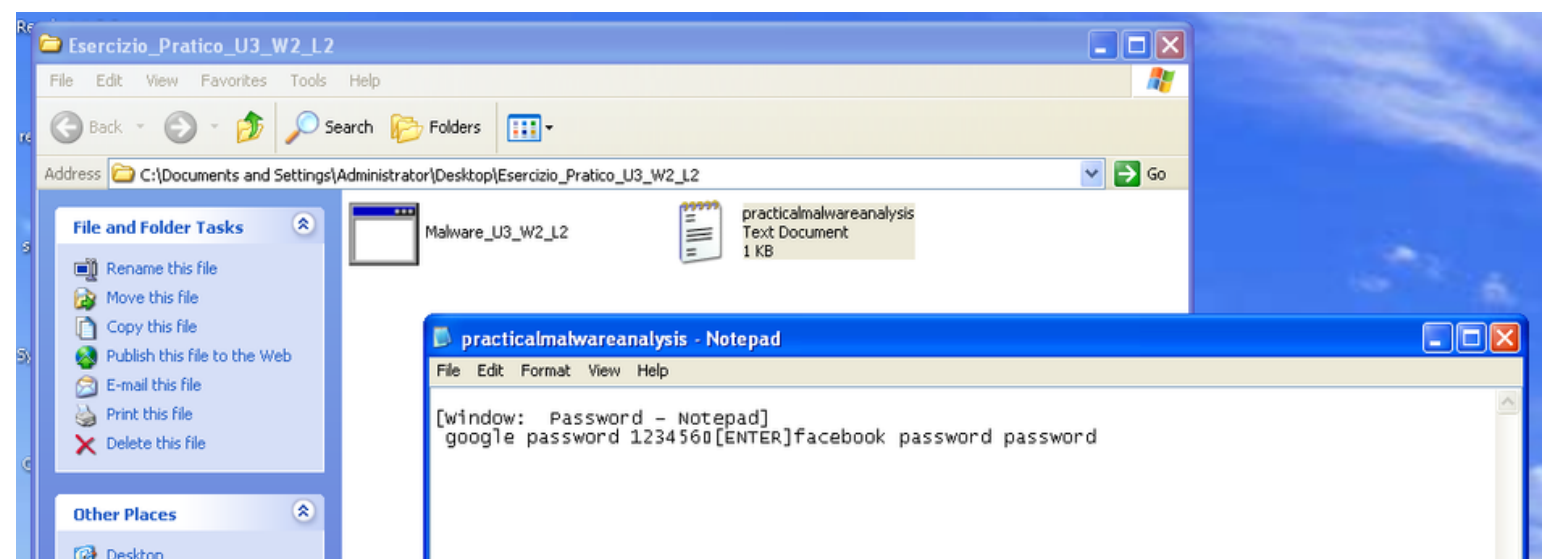 Esercizio_Pratico_U3_W2_L2
File Edit View Favorites Tools Help
Back Search Folders
Address C:\Documents and Settings\Administrator\Desktop\Esercizio_Pratico_U3_W2_L2 Go
File and Folder Tasks
Rename this file
Move this file
Copy this file
Publish this file to the Web
E-mail this file
Print this file
Delete this file
Other Places
Desktop
Malware_U3_W2_L2
practicalmalwareanalysis
Text Document
1 KB
practicalmalwareanalysis - Notepad
File Edit Format View Help
[Window: Password - Notepad]
google password 123456▯[ENTER]facebook password password